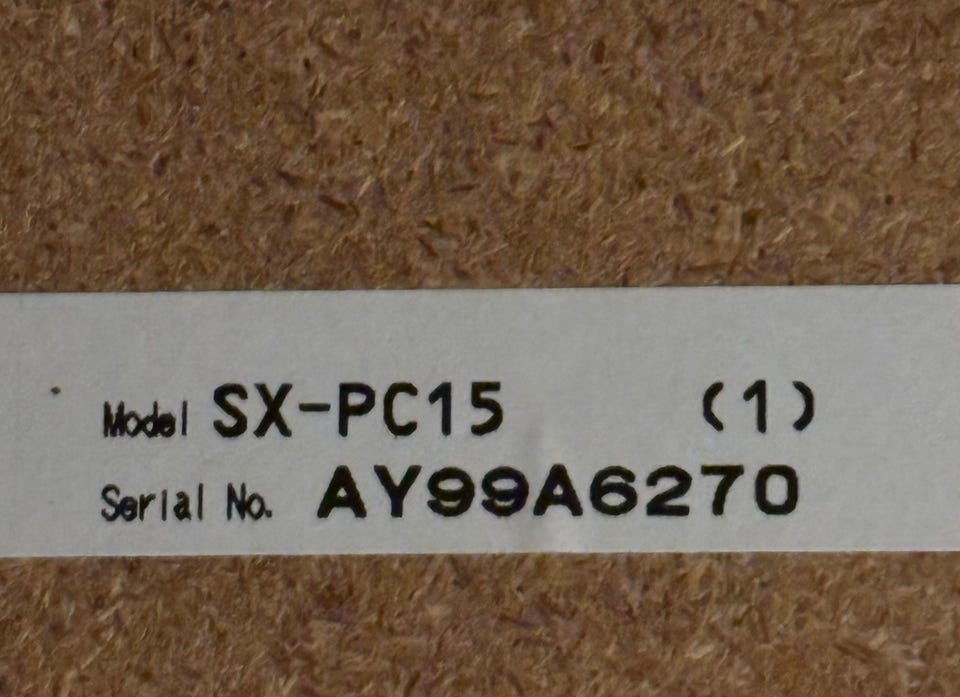 Model SX-PC15 (1)
Serial No. AY99A6270